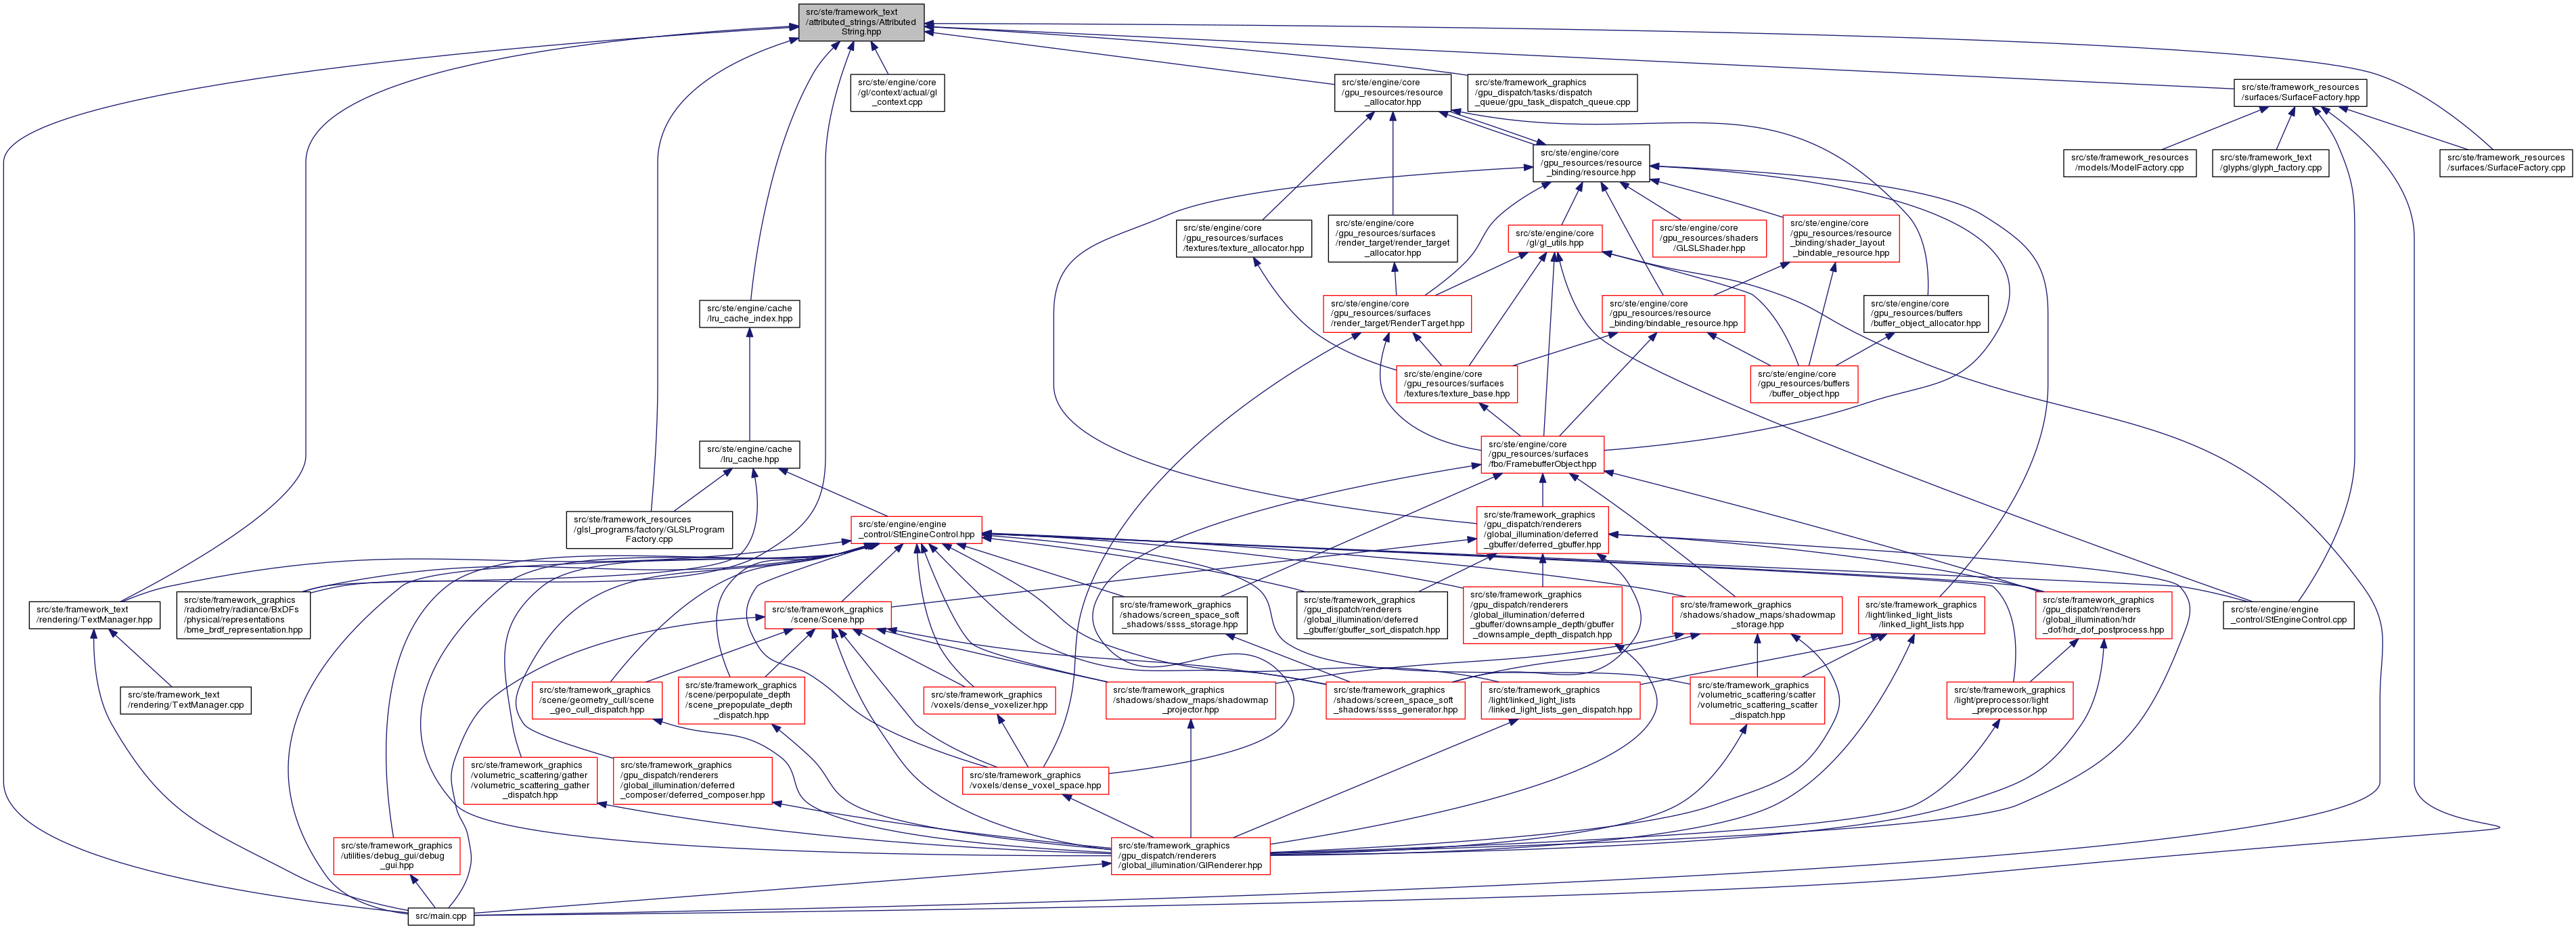 src/ste/framework_text
/attributed_strings/Attributed
String.hpp
src/ste/engine/core
/gl/context/actual/gl
_context.cpp
src/ste/engine/core
/gpu_resources/resource
_allocator.hpp
src/ste/framework_graphics
/gpu_dispatch/tasks/dispatch
_queue/gpu_task_dispatch_queue.cpp
src/ste/framework_resources
/surfaces/SurfaceFactory.hpp
src/ste/engine/core
/gpu_resources/resource
_binding/resource.hpp
src/ste/framework_resources
/models/ModelFactory.cpp
src/ste/framework_text
/glyphs/glyph_factory.cpp
src/ste/framework_resources
/surfaces/SurfaceFactory.cpp
src/ste/engine/core
/gpu_resources/surfaces
/textures/texture_allocator.hpp
src/ste/engine/core
/gpu_resources/surfaces
/render_target/render_target
_allocator.hpp
src/ste/engine/core
/gl/gl_utils.hpp
src/ste/engine/core
/gpu_resources/shaders
/GLSLShader.hpp
src/ste/engine/core
/gpu_resources/resource
_binding/shader_layout
_bindable_resource.hpp
src/ste/engine/cache
/lru_cache_index.hpp
src/ste/engine/core
/gpu_resources/surfaces
/render_target/RenderTarget.hpp
src/ste/engine/core
/gpu_resources/resource
_binding/bindable_resource.hpp
src/ste/engine/core
/gpu_resources/buffers
/buffer_object_allocator.hpp
src/ste/engine/core
/gpu_resources/surfaces
/textures/texture_base.hpp
src/ste/engine/core
/gpu_resources/buffers
/buffer_object.hpp
src/ste/engine/cache
/lru_cache.hpp
src/ste/engine/core
/gpu_resources/surfaces
/fbo/FramebufferObject.hpp
src/ste/framework_resources
/glsl_programs/factory/GLSLProgram
Factory.cpp
src/ste/engine/engine
_control/StEngineControl.hpp
src/ste/framework_graphics
/gpu_dispatch/renderers
/global_illumination/deferred
_gbuffer/deferred_gbuffer.hpp
src/ste/framework_text
/rendering/TextManager.hpp
src/ste/framework_graphics
/radiometry/radiance/BxDFs
/physical/representations
/bme_brdf_representation.hpp
src/ste/framework_graphics
/scene/Scene.hpp
src/ste/framework_graphics
/shadows/screen_space_soft
_shadows/ssss_storage.hpp
src/ste/framework_graphics
/gpu_dispatch/renderers
/global_illumination/deferred
_gbuffer/gbuffer_sort_dispatch.hpp
src/ste/framework_graphics
/gpu_dispatch/renderers
/global_illumination/deferred
_gbuffer/downsample_depth/gbuffer
_downsample_depth_dispatch.hpp
src/ste/framework_graphics
/shadows/shadow_maps/shadowmap
_storage.hpp
src/ste/framework_graphics
/light/linked_light_lists
/linked_light_lists.hpp
src/ste/framework_graphics
/gpu_dispatch/renderers
/global_illumination/hdr
_dof/hdr_dof_postprocess.hpp
src/ste/engine/engine
_control/StEngineControl.cpp
src/ste/framework_text
/rendering/TextManager.cpp
src/ste/framework_graphics
/scene/geometry_cull/scene
_geo_cull_dispatch.hpp
src/ste/framework_graphics
/scene/perpopulate_depth
/scene_prepopulate_depth
_dispatch.hpp
src/ste/framework_graphics
/voxels/dense_voxelizer.hpp
src/ste/framework_graphics
/shadows/shadow_maps/shadowmap
_projector.hpp
src/ste/framework_graphics
/shadows/screen_space_soft
_shadows/ssss_generator.hpp
src/ste/framework_graphics
/light/linked_light_lists
/linked_light_lists_gen_dispatch.hpp
src/ste/framework_graphics
/volumetric_scattering/scatter
/volumetric_scattering_scatter
_dispatch.hpp
src/ste/framework_graphics
/light/preprocessor/light
_preprocessor.hpp
src/ste/framework_graphics
/volumetric_scattering/gather
/volumetric_scattering_gather
_dispatch.hpp
src/ste/framework_graphics
/gpu_dispatch/renderers
/global_illumination/deferred
_composer/deferred_composer.hpp
src/ste/framework_graphics
/voxels/dense_voxel_space.hpp
src/ste/framework_graphics
/utilities/debug_gui/debug
_gui.hpp
src/ste/framework_graphics
/gpu_dispatch/renderers
/global_illumination/GIRenderer.hpp
src/main.cpp